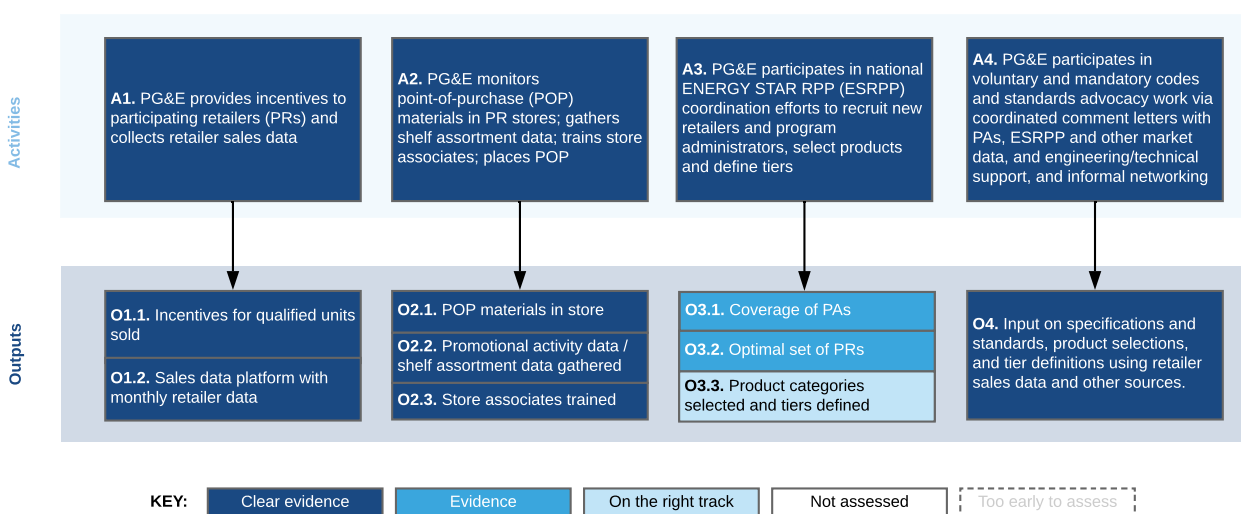 Activities
A1. PG&E provides incentives to
participating retailers (PRs) and
collects retailer sales data
A2. PG&E monitors
point-of-purchase (POP)
materials in PR stores; gathers
shelf assortment data; trains store
associates; places POP
A3. PG&E participates in national
ENERGY STAR RPP (ESRPP)
coordination efforts to recruit new
retailers and program
administrators, select products
and define tiers
A4. PG&E participates in
voluntary and mandatory codes
and standards advocacy work via
coordinated comment letters with
PAs, ESRPP and other market
data, and engineering/technical
support, and informal networking
Outputs
O1.1. Incentives for qualified units
sold
O1.2. Sales data platform with
monthly retailer data
O2.1. POP materials in store
O2.2. Promotional activity data /
shelf assortment data gathered
O2.3. Store associates trained
O3.1. Coverage of PAs
O3.2. Optimal set of PRs
O3.3. Product categories
selected and tiers defined
O4. Input on specifications and
standards, product selections,
and tier definitions using retailer
sales data and other sources.
KEY:
Clear evidence
Evidence
On the right track
Not assessed
Too early to assess